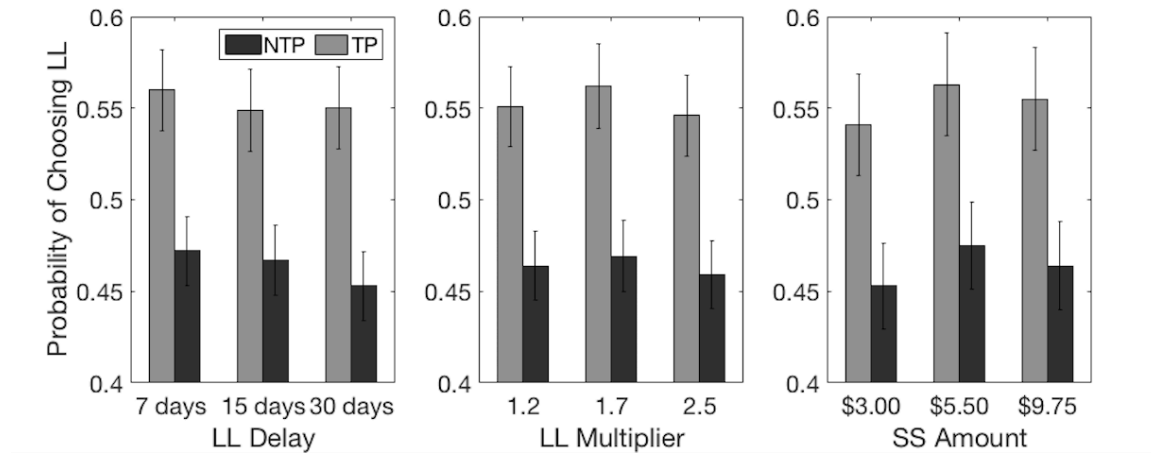 Probability of Choosing LL
0.6
0.55
0.5
0.45
0.4
NTP TP
7 days 15 days 30 days
LL Delay
0.6
0.55
0.5
0.45
0.4
1.2 1.7 2.5
LL Multiplier
0.6
0.55
0.5
0.45
0.4
$3.00 $5.50 $9.75
SS Amount